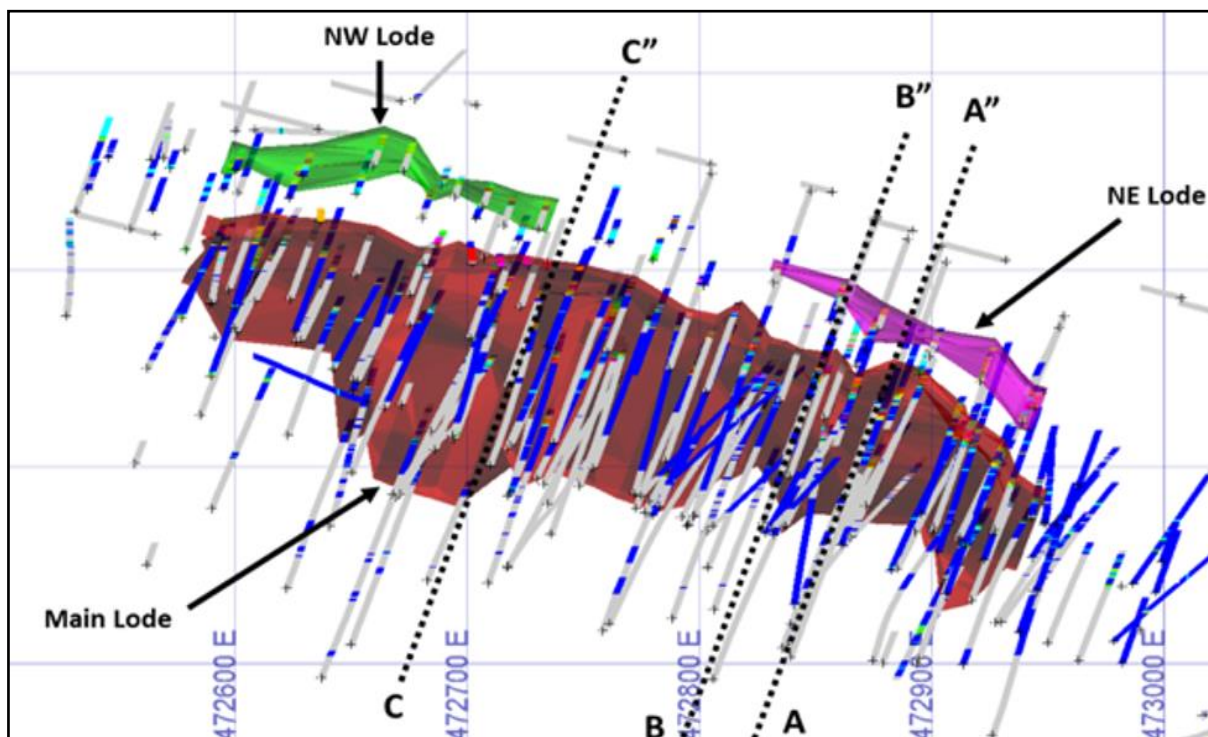 NW Lode
C”
B”
A”
NE Lode
Main Lode
C
B
A
472600 E
472700 E
472800 E
472900 E
473000 E